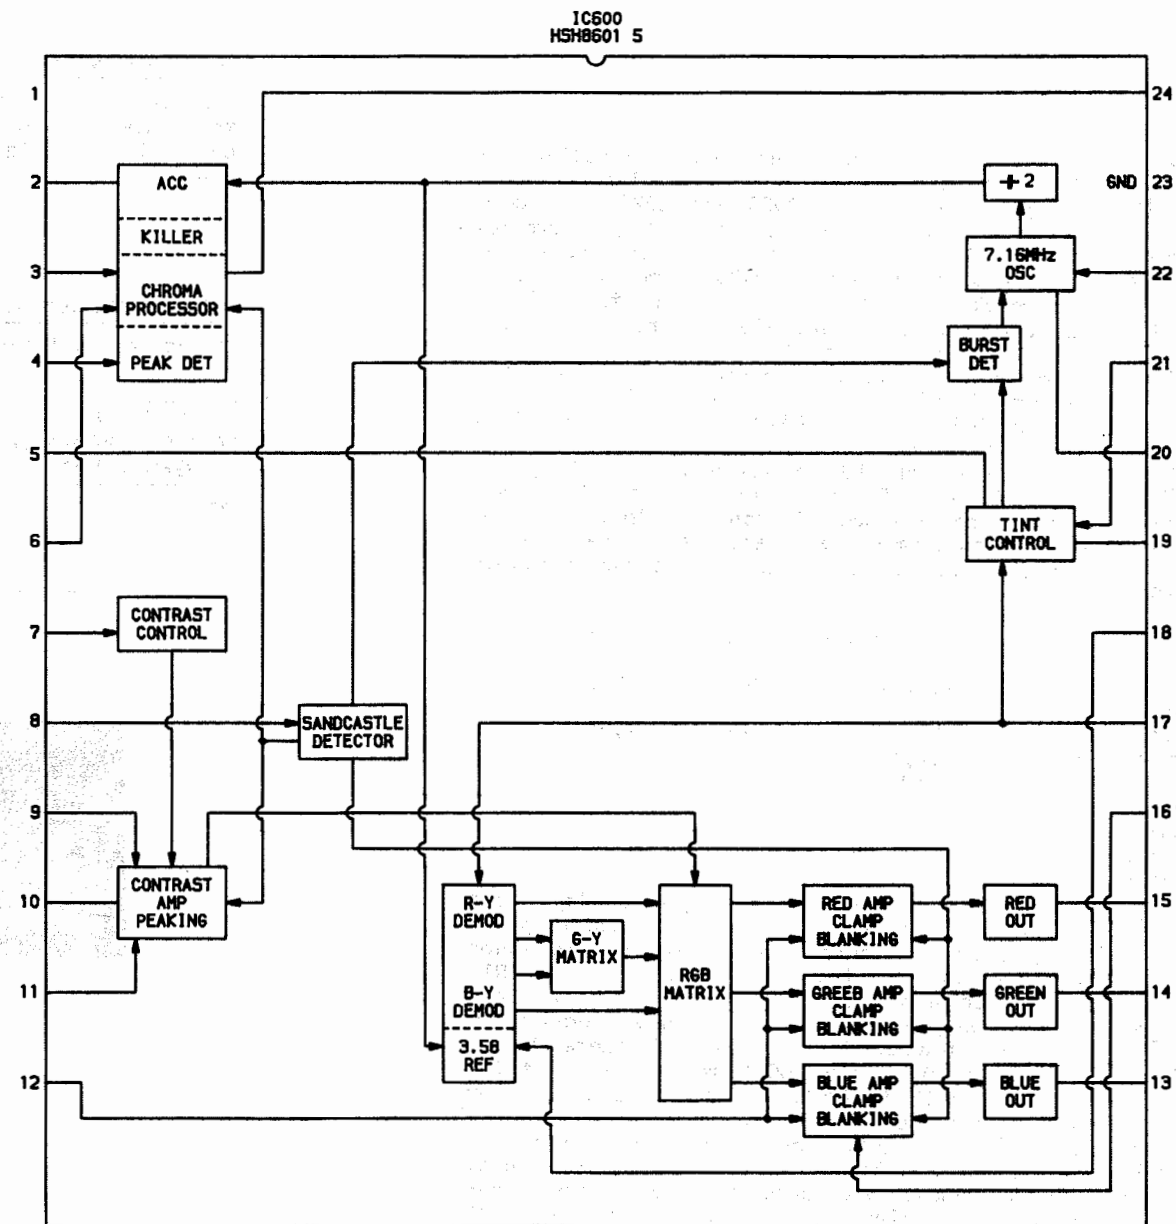 IC600
HSH8601 5
1
24
2
ACC
÷ 2
GND
23
KILLER
3
CHROMA
PROCESSOR
7.16MHz
OSC
22
4
PEAK DET
BURST
DET
21
5
20
6
TINT
CONTROL
19
7
CONTRAST
CONTROL
18
8
SANDCASTLE
DETECTOR
17
9
16
10
CONTRAST
AMP
PEAKING
R-Y
DEMOD
G-Y
MATRIX
B-Y
DEMOD
3.58
REF
RGB
MATRIX
RED AMP
CLAMP
BLANKING
RED
OUT
15
11
GREEB AMP
CLAMP
BLANKING
GREEN
OUT
14
12
BLUE AMP
CLAMP
BLANKING
BLUE
OUT
13